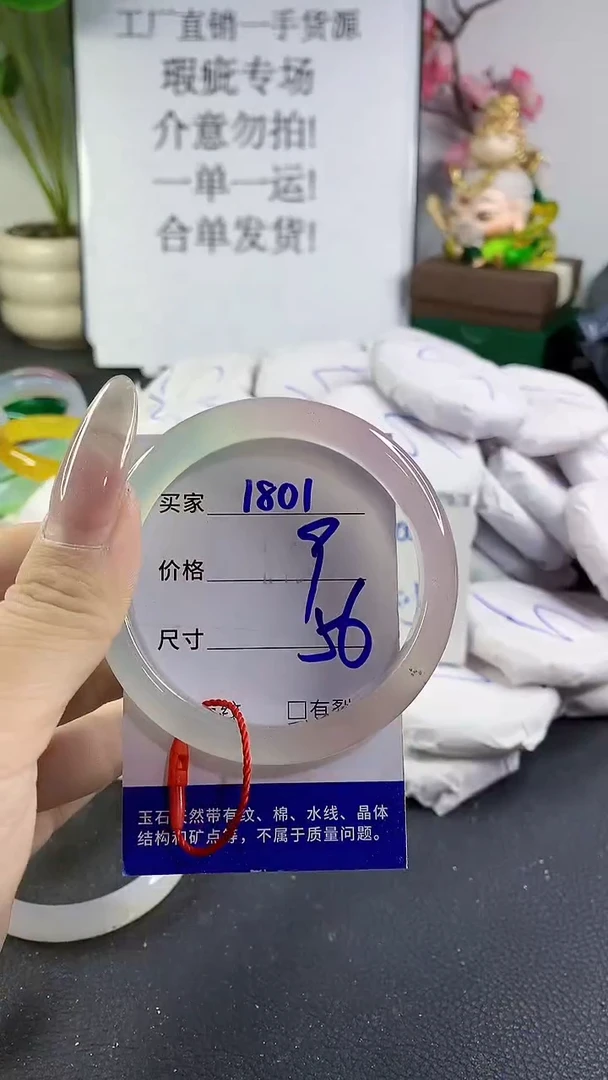 工厂直销一手货源
瑕疵专场
介意勿拍!
一单一运!
合单发货!
买家 1801
价格
尺寸 56
□有裂
玉石天然带有纹、棉、水线、晶体
结构和矿点等，不属于质量问题。